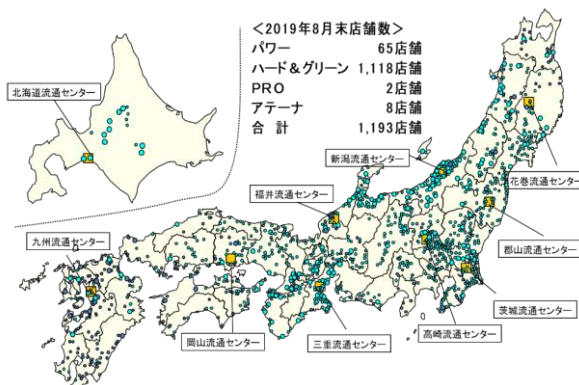 <2019年8月末店舗数>
パワー 65店舗
ハード&グリーン 1,118店舗
PRO 2店舗
アテーナ 8店舗
合 計 1,193店舗
北海道流通センター
新潟流通センター
花巻流通センター
福井流通センター
九州流通センター
郡山流通センター
茨城流通センター
岡山流通センター
三重流通センター
高崎流通センター